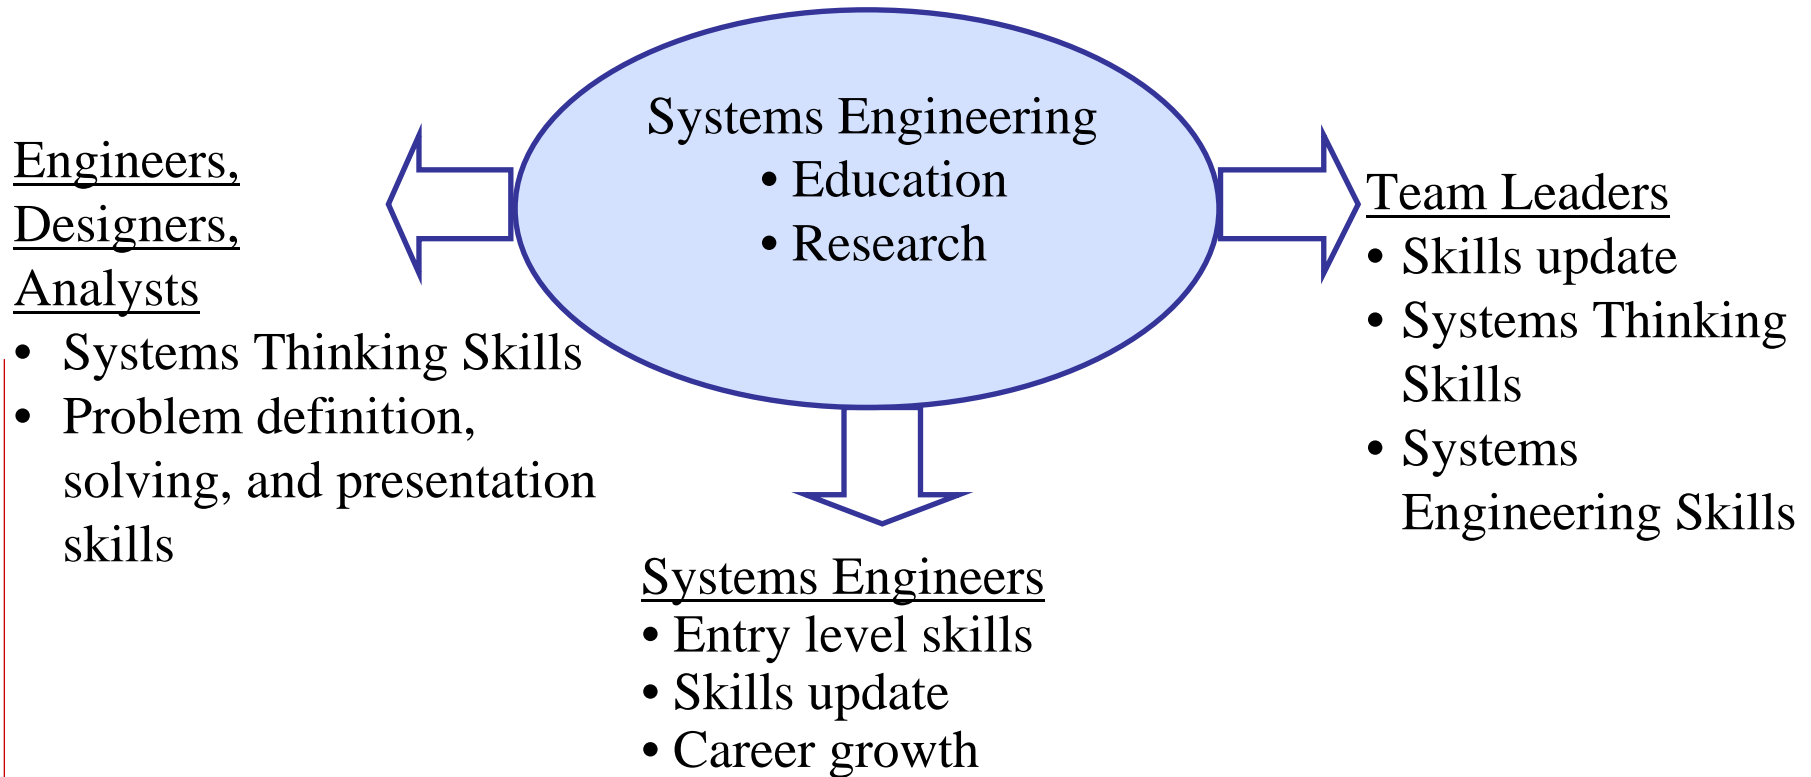 Systems Engineering
• Education
• Research
Engineers,
Designers,
Analysts
• Systems Thinking Skills
• Problem definition,
solving, and presentation
skills
Team Leaders
• Skills update
• Systems Thinking
Skills
• Systems
Engineering Skills
Systems Engineers
• Entry level skills
• Skills update
• Career growth